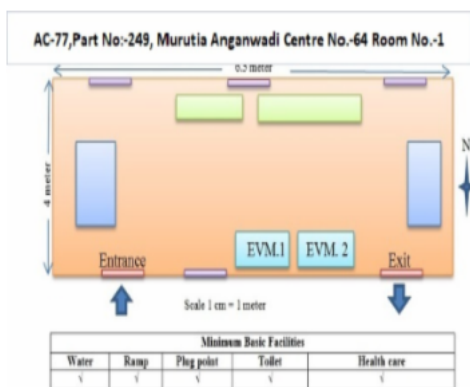 AC-77,Part No:-249, Murutia Anganwadi Centre No.-64 Room No.-1
6.5 meter
4 meter
N
EVM.1 EVM. 2
Entrance Exit
Scale 1 cm = 1 meter
Minimum Basic Facilities
Water Ramp Plug point Toilet Health care
√ √ √ √ √